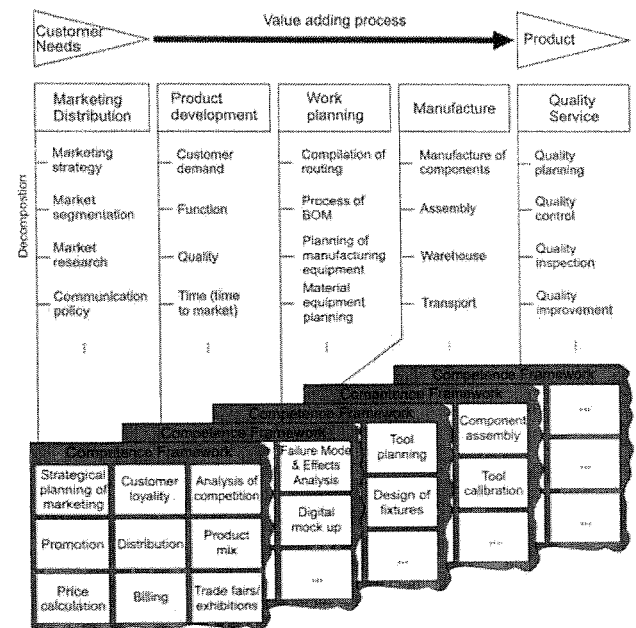 Customer
Needs
Value adding process
Product
Marketing
Distribution
Product
development
Work
planning
Manufacture
Quality
Service
Decompostion
Marketing
strategy
Market
segmentation
Market
research
Communication
policy
Customer
demand
Function
Quality
Time (time
to market)
Compilation of
routing
Process of
BOM
Planning of
manufacturing
equipment
Material
equipment
planning
Manufacture of
components
Assembly
Warehouse
Transport
Quality
planning
Quality
control
Quality
inspection
Quality
improvement
Competence Framework
Competence Framework
Competence Framework
Competence Framework
Competence Framework
Strategical
planning of
marketing
Customer
loyality
Analysis of
competition
Promotion
Distribution
Product
mix
Price
calculation
Billing
Trade fairs/
exhibitions
Failure Mode
& Effects
Analysis
Digital
mock up
...
Tool
planning
Design of
fixtures
...
Component
assembly
Tool
calibration
...
...
...
...